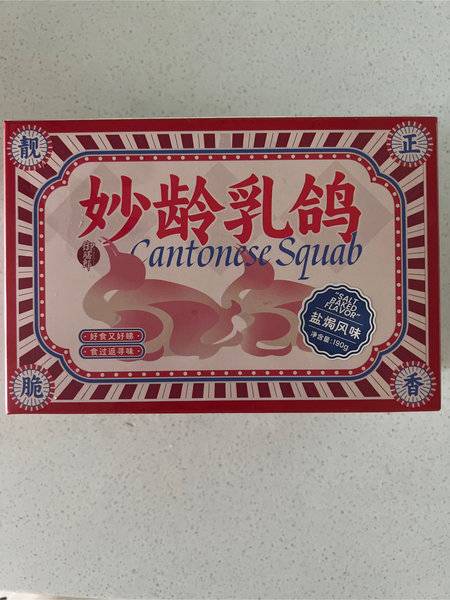 靓
正
妙龄乳鸽
Cantonese Squab
"SALT
BAKED
FLAVOR"
盐焗风味
净含量:190g
好食又好睇
食过返寻味
脆
香